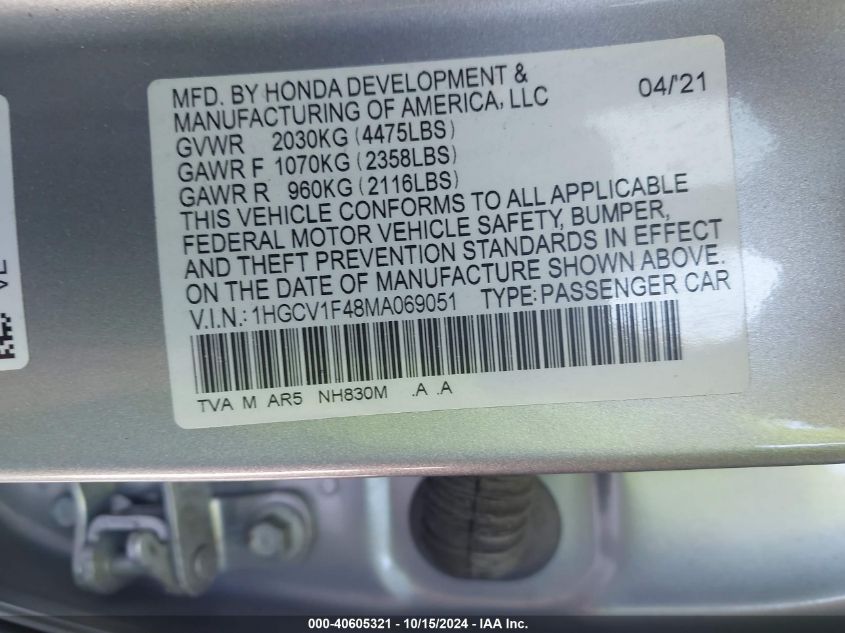 MFD. BY HONDA DEVELOPMENT & 04/'21
MANUFACTURING OF AMERICA, LLC
GVWR 2030KG (4475LBS)
GAWR F 1070KG (2358LBS)
GAWR R 960KG (2116LBS)
THIS VEHICLE CONFORMS TO ALL APPLICABLE
FEDERAL MOTOR VEHICLE SAFETY, BUMPER,
AND THEFT PREVENTION STANDARDS IN EFFECT
ON THE DATE OF MANUFACTURE SHOWN ABOVE.
V.I.N.: 1HGCV1F48MA069051 TYPE: PASSENGER CAR
TVA M AR5 NH830M .A .A
000-40605321 - 10/15/2024 - IAA Inc.